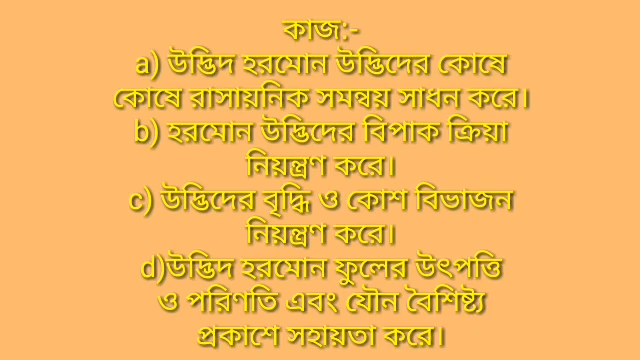 কাজ:-
a) উদ্ভিদ হরমোন উদ্ভিদের কোষে
কোষে রাসায়নিক সমন্বয় সাধন করে।
b) হরমোন উদ্ভিদের বিপাক ক্রিয়া
নিয়ন্ত্রণ করে।
c) উদ্ভিদের বৃদ্ধি ও কোশ বিভাজন
নিয়ন্ত্রণ করে।
d)উদ্ভিদ হরমোন ফুলের উৎপত্তি
ও পরিণতি এবং যৌন বৈশিষ্ট্য
প্রকাশে সহায়তা করে।